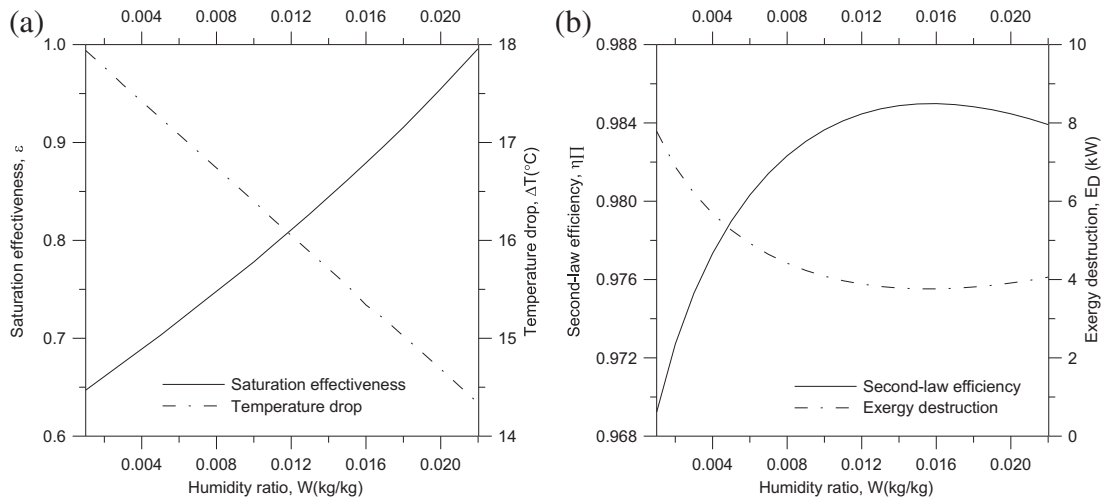 (a)
0.004 0.008 0.012 0.016 0.020
1.0
0.9
0.8
0.7
0.6
Saturation effectiveness, ε
18
17
16
15
14
Temperature drop, ΔT(°C)
Saturation effectiveness
Temperature drop
0.004 0.008 0.012 0.016 0.020
Humidity ratio, W(kg/kg)
(b)
0.004 0.008 0.012 0.016 0.020
0.988
0.984
0.980
0.976
0.972
0.968
Second-law efficiency, ηΠ
10
8
6
4
2
0
Exergy destruction, E_D (kW)
Second-law efficiency
Exergy destruction
0.004 0.008 0.012 0.016 0.020
Humidity ratio, W(kg/kg)